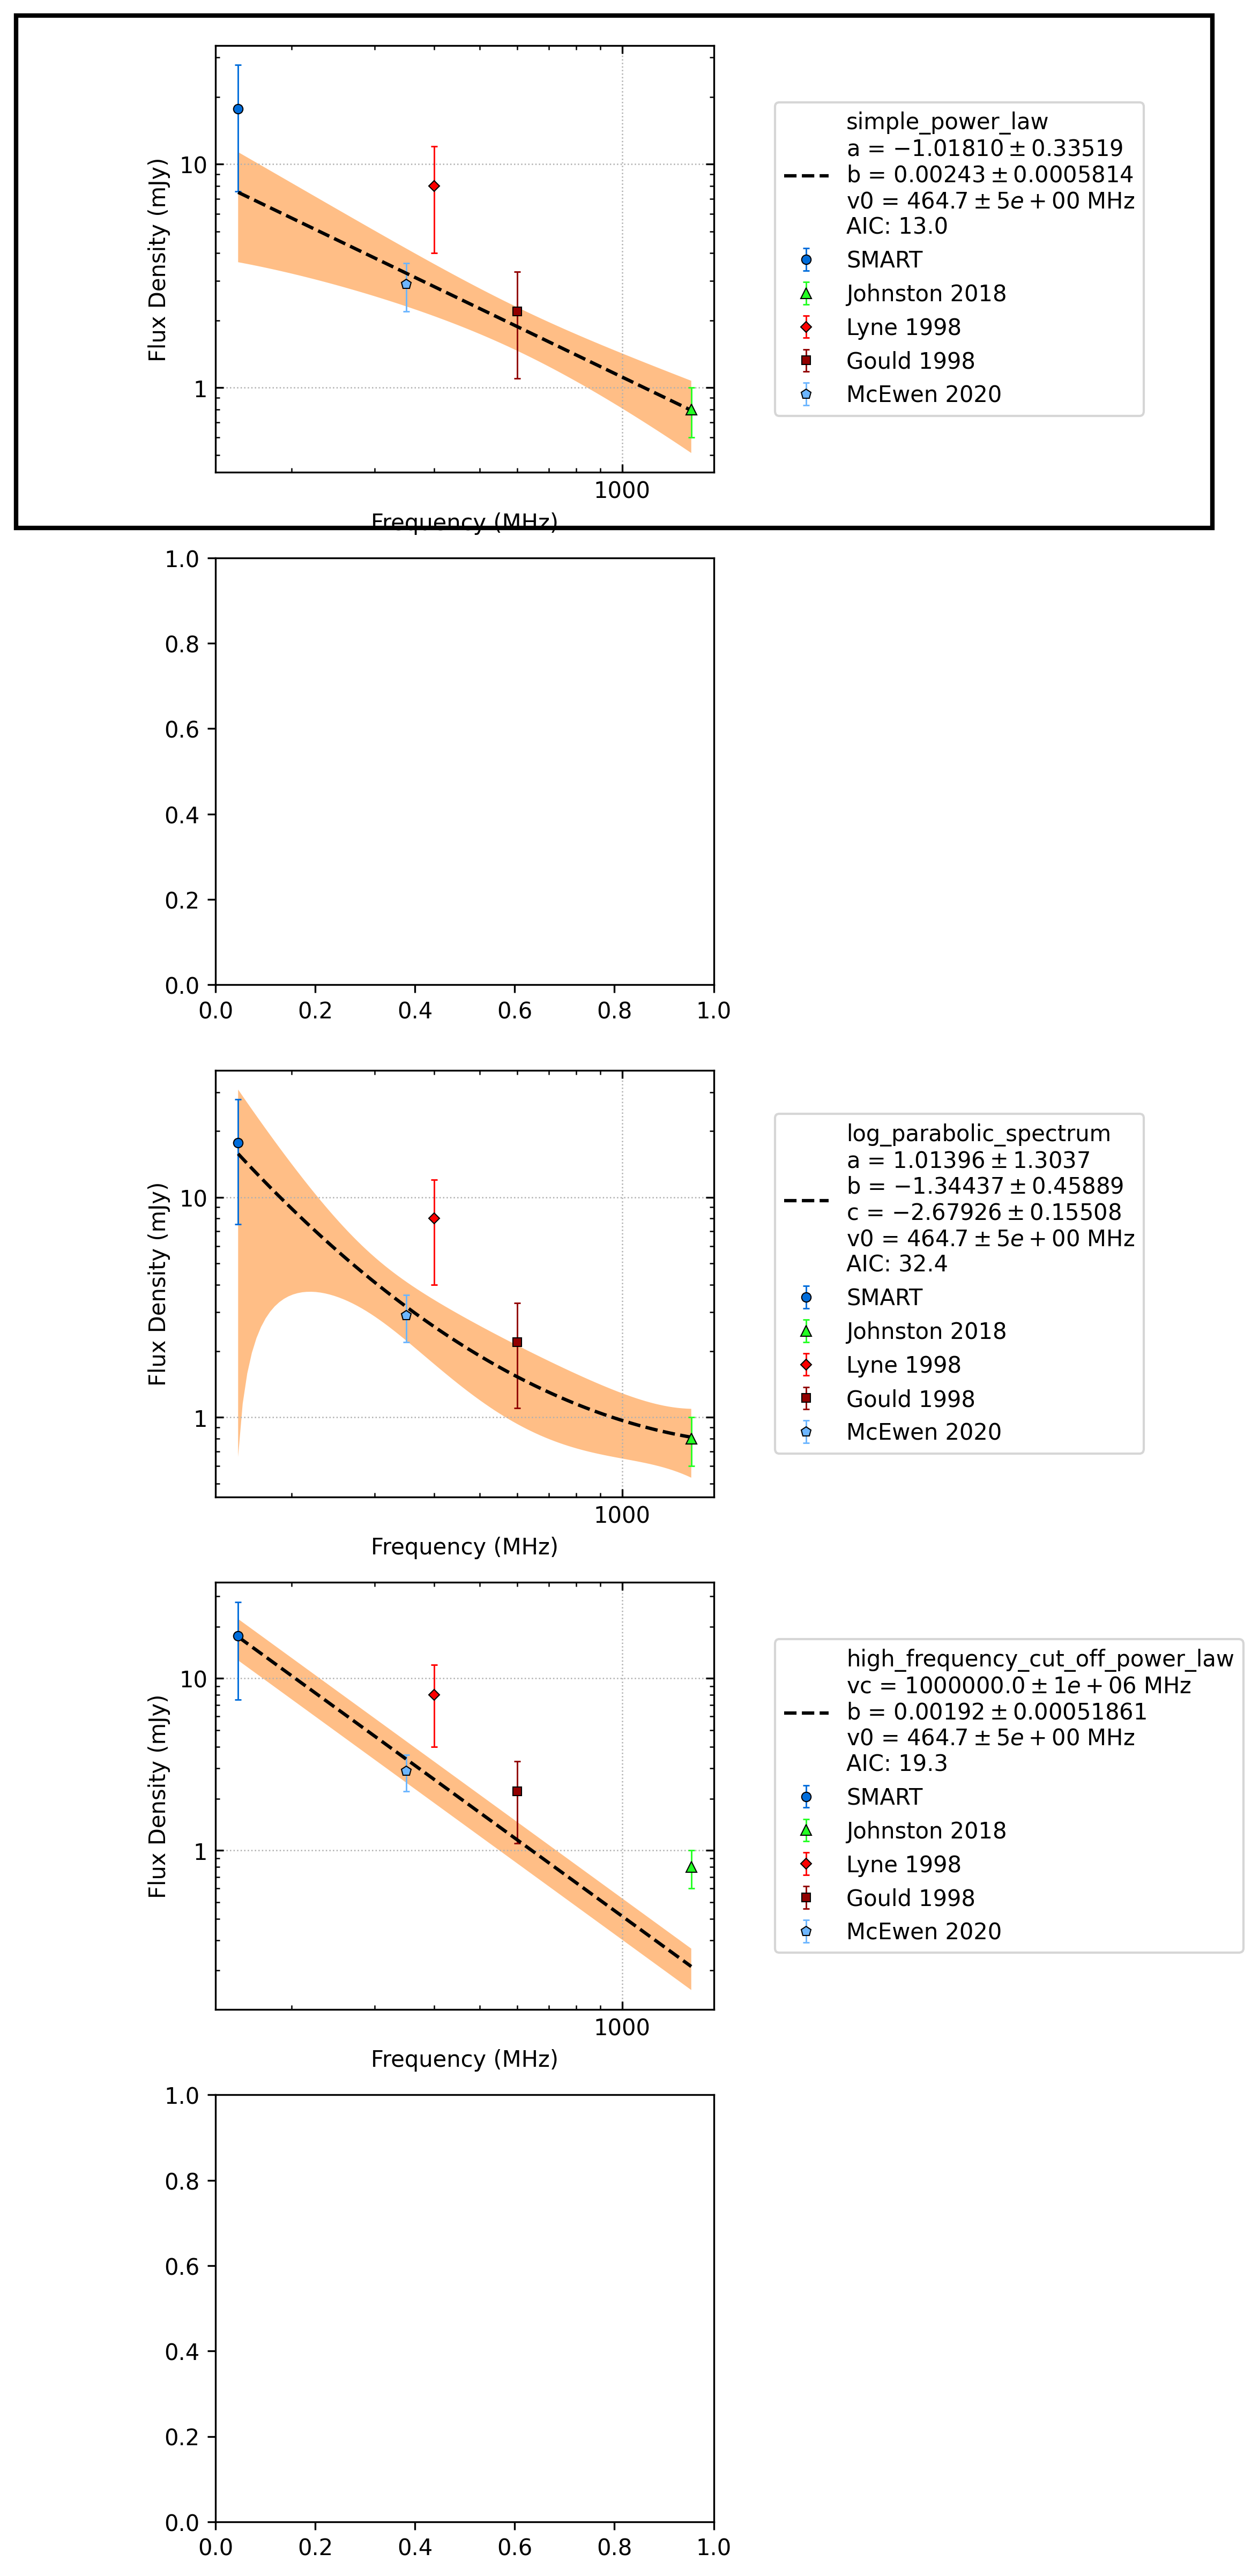 10
1
Flux Density (mJy)
1000
Frequency (MHz)
simple_power_law
a = −1.01810 ± 0.33519
b = 0.00243 ± 0.0005814
v0 = 464.7 ± 5e + 00 MHz
AIC: 13.0
SMART
Johnston 2018
Lyne 1998
Gould 1998
McEwen 2020
1.0
0.8
0.6
0.4
0.2
0.0
0.0 0.2 0.4 0.6 0.8 1.0
10
1
Flux Density (mJy)
1000
Frequency (MHz)
log_parabolic_spectrum
a = 1.01396 ± 1.3037
b = −1.34437 ± 0.45889
c = −2.67926 ± 0.15508
v0 = 464.7 ± 5e + 00 MHz
AIC: 32.4
SMART
Johnston 2018
Lyne 1998
Gould 1998
McEwen 2020
10
1
Flux Density (mJy)
1000
Frequency (MHz)
high_frequency_cut_off_power_law
vc = 1000000.0 ± 1e + 06 MHz
b = 0.00192 ± 0.00051861
v0 = 464.7 ± 5e + 00 MHz
AIC: 19.3
SMART
Johnston 2018
Lyne 1998
Gould 1998
McEwen 2020
1.0
0.8
0.6
0.4
0.2
0.0
0.0 0.2 0.4 0.6 0.8 1.0